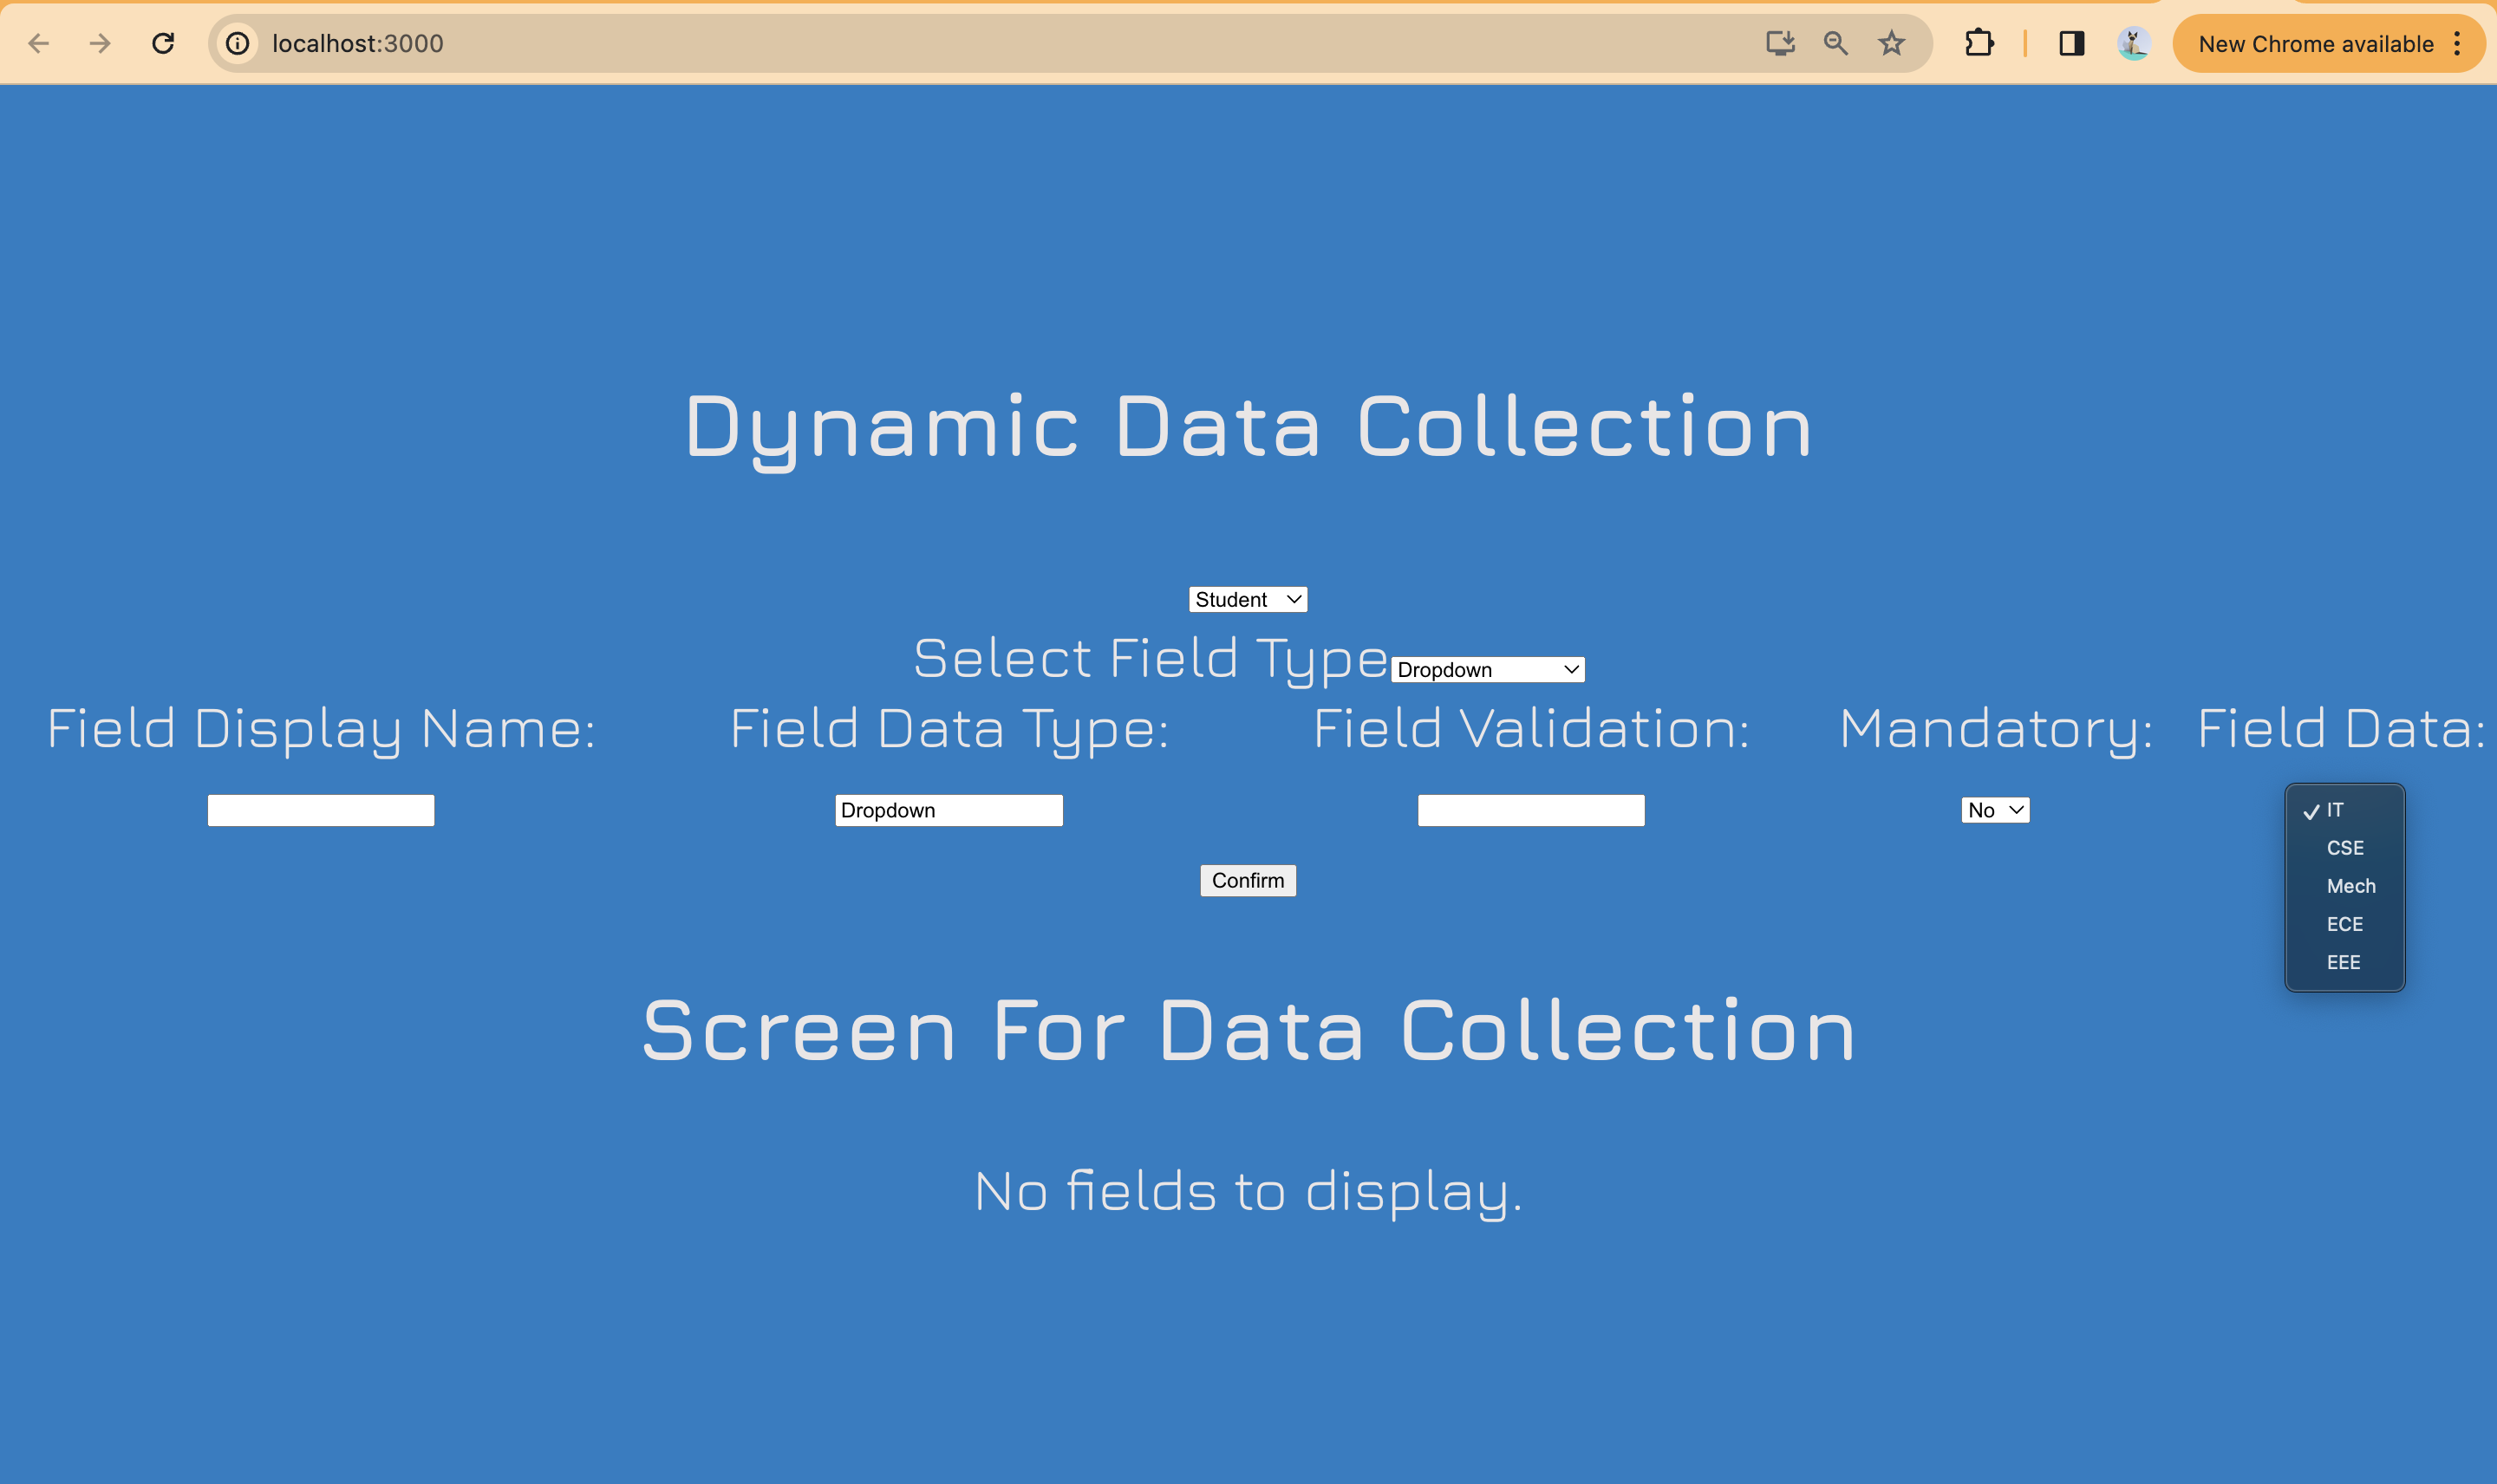 localhost:3000
New Chrome available
Dynamic Data Collection
Student
Select Field Type Dropdown
Field Display Name: Field Data Type: Field Validation: Mandatory: Field Data:
Dropdown No IT
CSE
Confirm Mech
ECE
EEE
Screen For Data Collection
No fields to display.